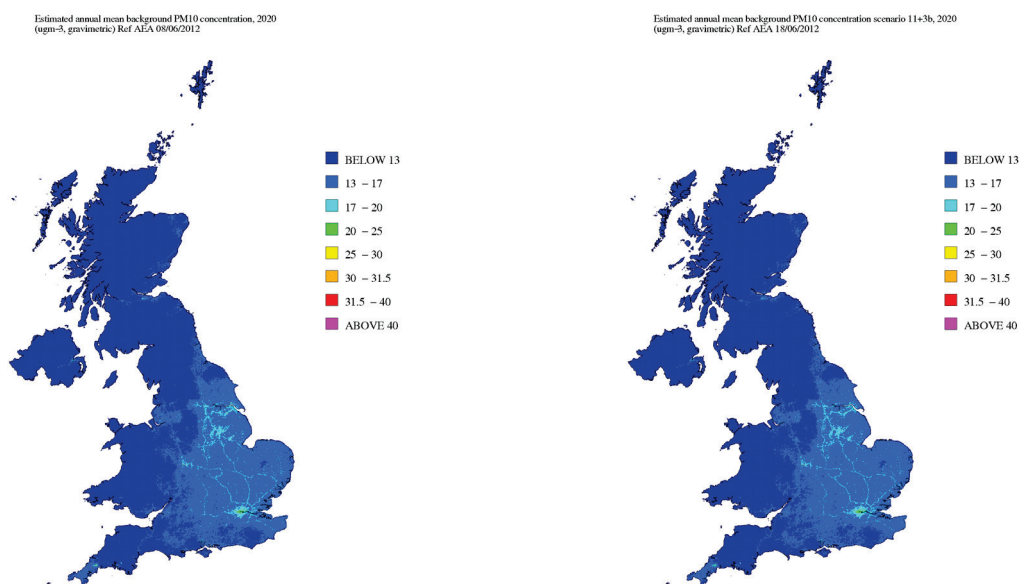 Estimated annual mean background PM10 concentration, 2020
(ugm-3, gravimetric) Ref AEA 08/06/2012
BELOW 13
13 – 17
17 – 20
20 – 25
25 – 30
30 – 31.5
31.5 – 40
ABOVE 40
Estimated annual mean background PM10 concentration scenario 11+3b, 2020
(ugm-3, gravimetric) Ref AEA 18/06/2012
BELOW 13
13 – 17
17 – 20
20 – 25
25 – 30
30 – 31.5
31.5 – 40
ABOVE 40